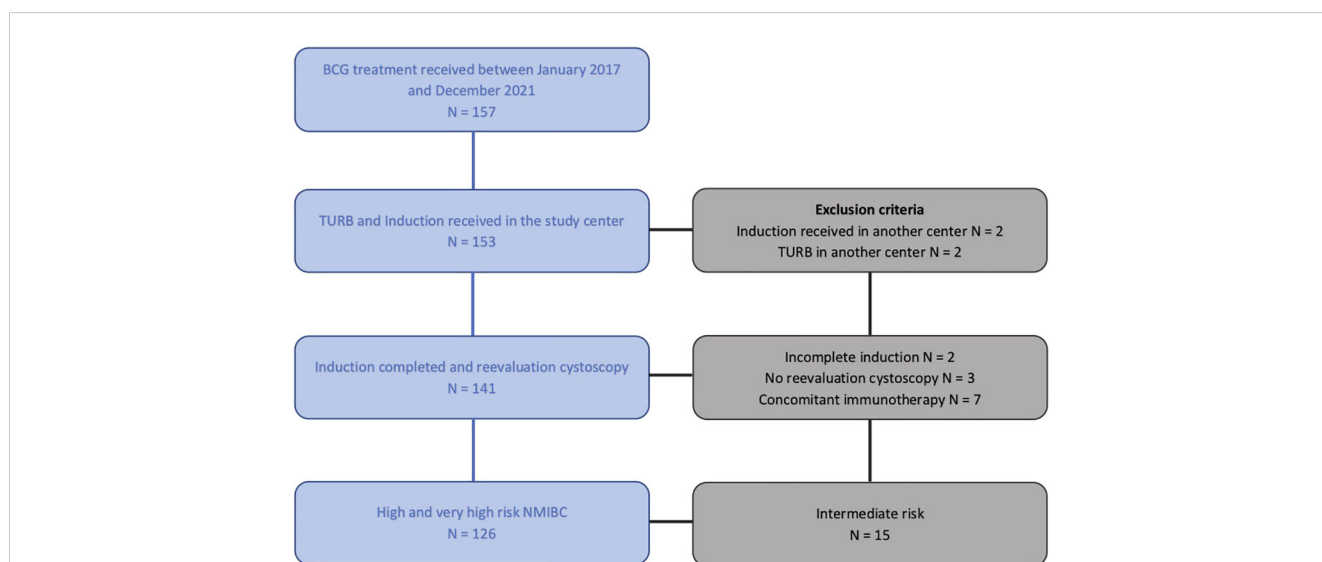 BCG treatment received between January 2017
and December 2021
N = 157
TURB and Induction received in the study center
N = 153
Exclusion criteria
Induction received in another center N = 2
TURB in another center N = 2
Induction completed and reevaluation cystoscopy
N = 141
Incomplete induction N = 2
No reevaluation cystoscopy N = 3
Concomitant immunotherapy N = 7
High and very high risk NMIBC
N = 126
Intermediate risk
N = 15